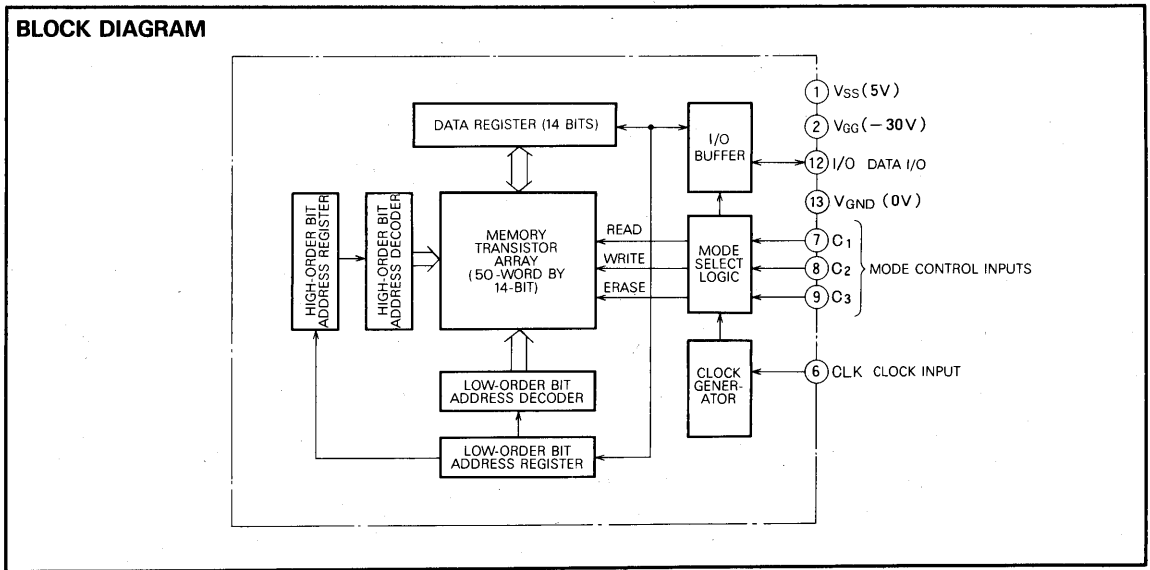 BLOCK DIAGRAM
1 VSS (5V)
2 VGG (−30V)
12 I/O DATA I/O
13 VGND (0V)
7 C1
8 C2
9 C3
MODE CONTROL INPUTS
6 CLK CLOCK INPUT
DATA REGISTER (14 BITS)
I/O
BUFFER
HIGH-ORDER BIT
ADDRESS REGISTER
HIGH-ORDER BIT
ADDRESS DECODER
MEMORY
TRANSISTOR
ARRAY
(50-WORD BY
14-BIT)
READ
WRITE
ERASE
MODE
SELECT
LOGIC
LOW-ORDER BIT
ADDRESS DECODER
CLOCK
GENER-
ATOR
LOW-ORDER BIT
ADDRESS REGISTER